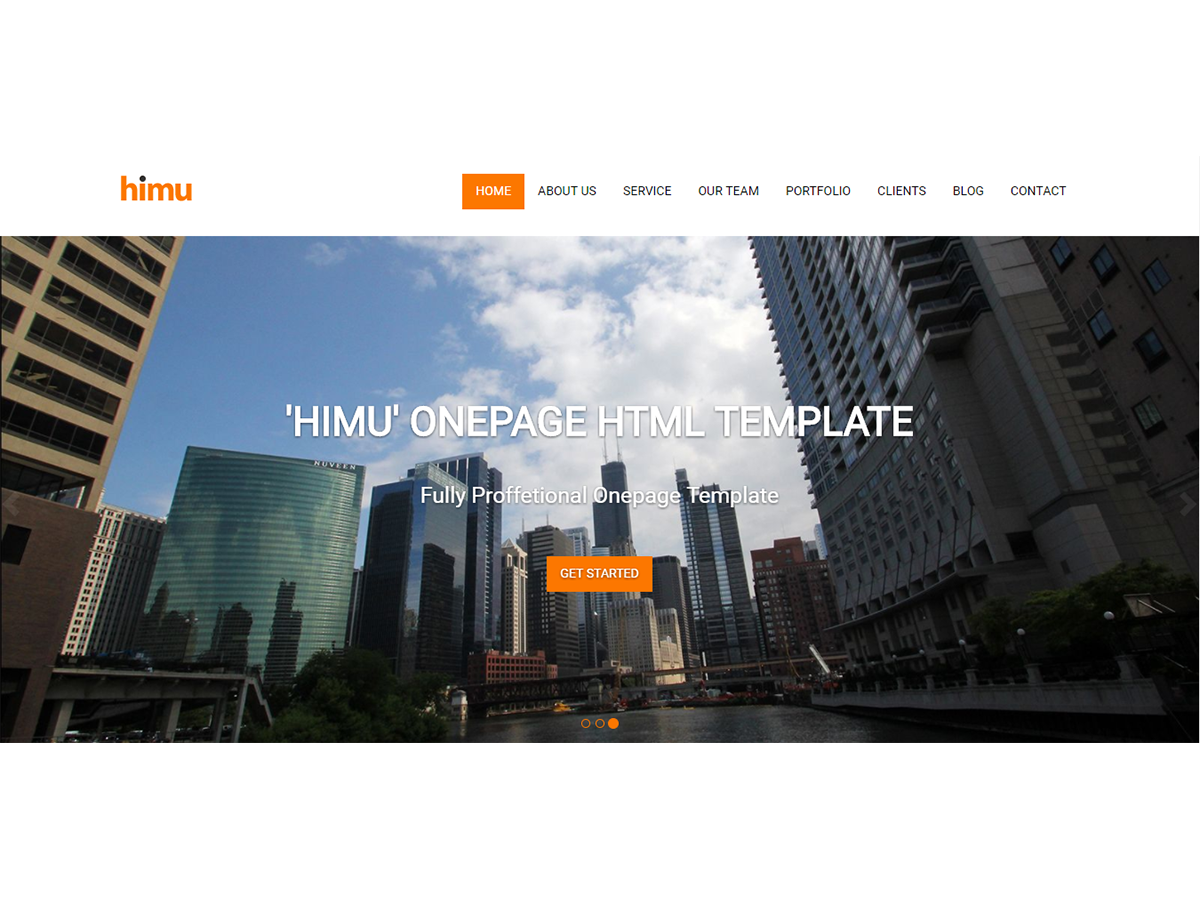 himu
HOME ABOUT US SERVICE OUR TEAM PORTFOLIO CLIENTS BLOG CONTACT
'HIMU' ONEPAGE HTML TEMPLATE
NUVEEN
Fully Proffetional Onepage Template
GET STARTED